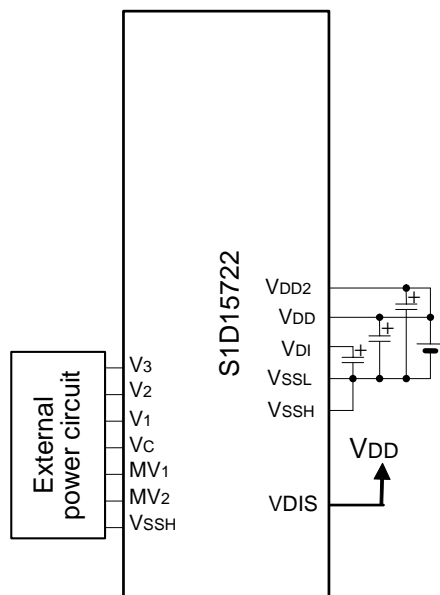 S1D15722
VDD2
VDD
VDI
VSSL
VSSH
VDD
VDIS
External
power circuit
V3
V2
V1
VC
MV1
MV2
VSSH
+
+
+